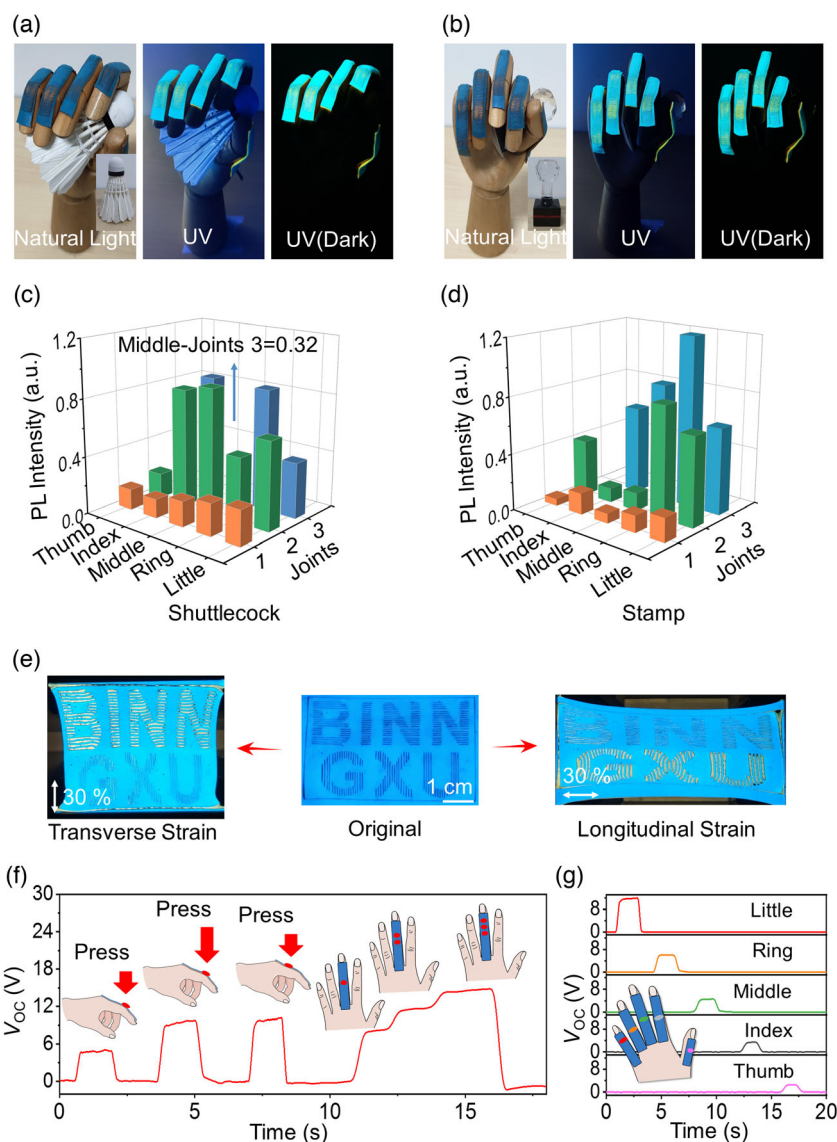 (a)
(b)
Natural Light
UV
UV(Dark)
Natural Light
UV
UV(Dark)
(c)
(d)
1.2
0.8
0.4
0.0
PL Intensity (a.u.)
Middle-Joints 3=0.32
Thumb
Index
Middle
Ring
Little
1
2
3
Joints
Shuttlecock
1.2
0.8
0.4
0.0
PL Intensity (a.u.)
Thumb
Index
Middle
Ring
Little
1
2
3
Joints
Stamp
(e)
BINN
GXU
30 %
Transverse Strain
BINN
GXU
1 cm
Original
BINN
GXU
30 %
Longitudinal Strain
(f)
(g)
30
24
18
12
6
0
VOC (V)
Press
Press
Press
0
5
10
15
Time (s)
8
0
8
0
8
0
8
0
8
0
VOC (V)
Little
Ring
Middle
Index
Thumb
0
5
10
15
20
Time (s)